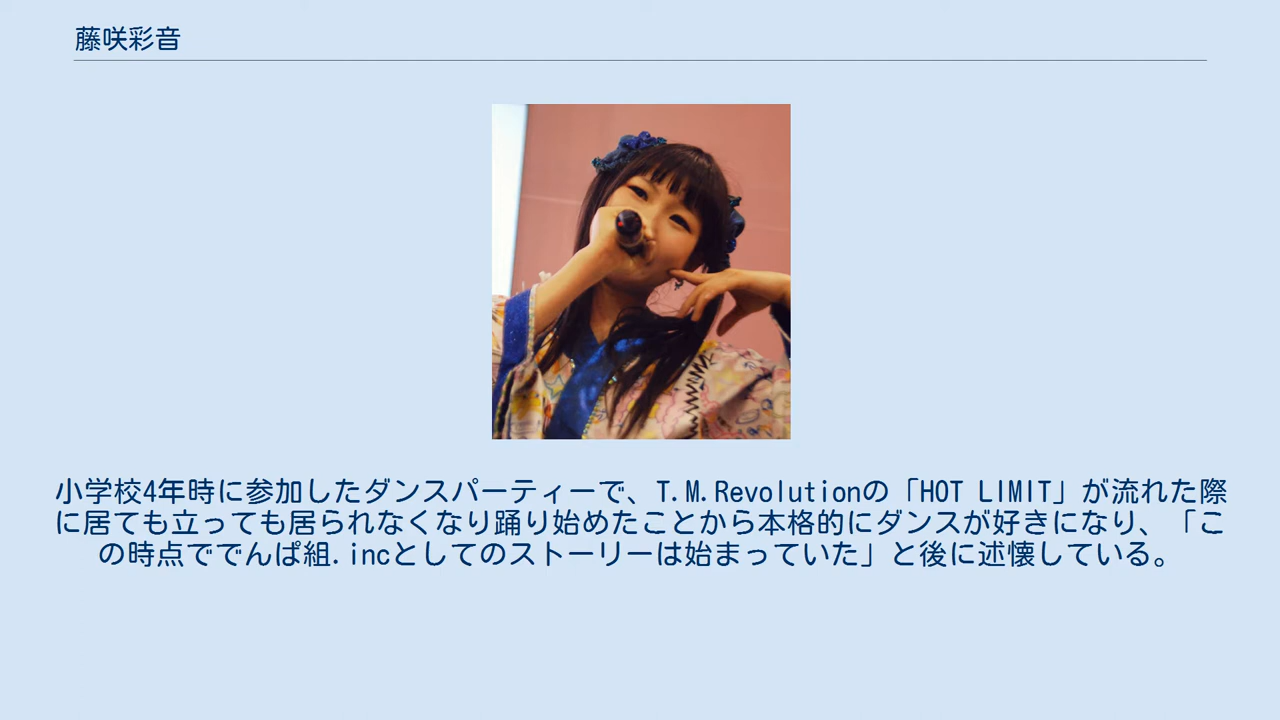 藤咲彩音
小学校4年時に参加したダンスパーティーで、T.M.Revolutionの「HOT LIMIT」が流れた際
に居ても立っても居られなくなり踊り始めたことから本格的にダンスが好きになり、「こ
の時点ででんぱ組.incとしてのストーリーは始まっていた」と後に述懐している。